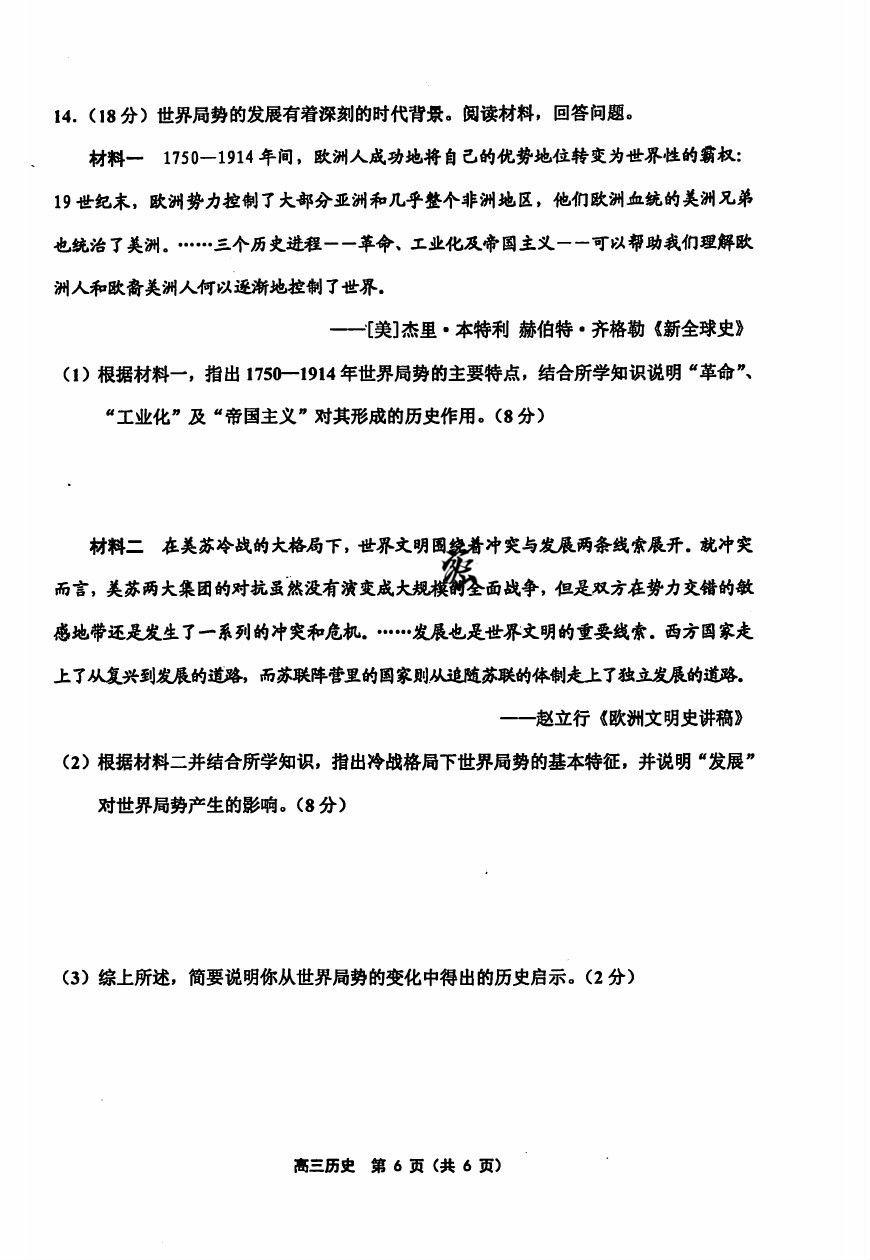 14.（18 分）世界局势的发展有着深刻的时代背景。阅读材料，回答问题。
材料一 1750—1914 年间，欧洲人成功地将自己的优势地位转变为世界性的霸权：
19 世纪末，欧洲势力控制了大部分亚洲和几乎整个非洲地区，他们欧洲血统的美洲兄弟
也统治了美洲。……三个历史进程——革命、工业化及帝国主义——可以帮助我们理解欧
洲人和欧裔美洲人何以逐渐地控制了世界。
——[美]杰里·本特利 赫伯特·齐格勒《新全球史》
（1）根据材料一，指出 1750—1914 年世界局势的主要特点，结合所学知识说明“革命”、
“工业化”及“帝国主义”对其形成的历史作用。（8 分）
材料二 在美苏冷战的大格局下，世界文明围绕着冲突与发展两条线索展开。就冲突
而言，美苏两大集团的对抗虽然没有演变成大规模的全面战争，但是双方在势力交错的敏
感地带还是发生了一系列的冲突和危机。……发展也是世界文明的重要线索。西方国家走
上了从复兴到发展的道路，而苏联阵营里的国家则从追随苏联的体制走上了独立发展的道路。
——赵立行《欧洲文明史讲稿》
（2）根据材料二并结合所学知识，指出冷战格局下世界局势的基本特征，并说明“发展”
对世界局势产生的影响。（8 分）
（3）综上所述，简要说明你从世界局势的变化中得出的历史启示。（2 分）
高三历史 第 6 页（共 6 页）